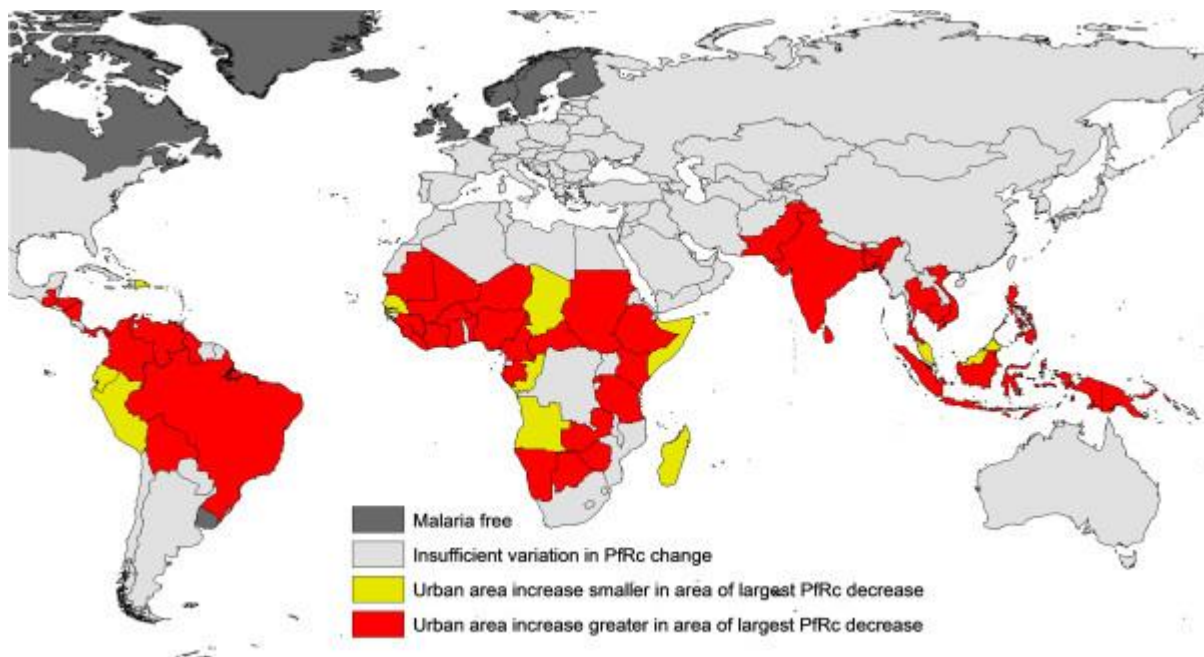 Malaria free
Insufficient variation in PfRc change
Urban area increase smaller in area of largest PfRc decrease
Urban area increase greater in area of largest PfRc decrease